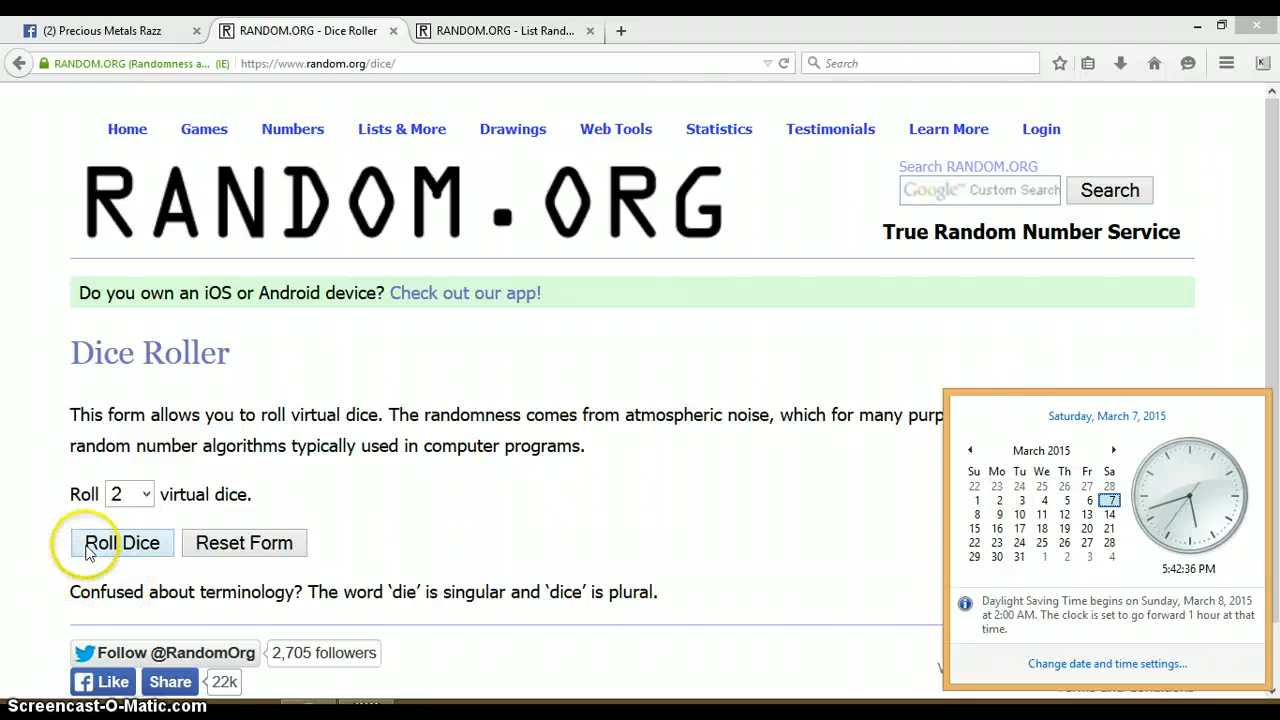 (2) Precious Metals Razz
RANDOM.ORG - Dice Roller
RANDOM.ORG - List Rand...
RANDOM.ORG (Randomness a... (IE)
https://www.random.org/dice/
Search
Home Games Numbers Lists & More Drawings Web Tools Statistics Testimonials Learn More Login
RANDOM.ORG
Search RANDOM.ORG
Google™ Custom Search
Search
True Random Number Service
Do you own an iOS or Android device? Check out our app!
Dice Roller
This form allows you to roll virtual dice. The randomness comes from atmospheric noise, which for many purp
random number algorithms typically used in computer programs.
Roll 2 virtual dice.
Roll Dice Reset Form
Confused about terminology? The word ‘die’ is singular and ‘dice’ is plural.
Follow @RandomOrg 2,705 followers
Like Share 22k
Saturday, March 7, 2015
March 2015
Su Mo Tu We Th Fr Sa
22 23 24 25 26 27 28
1 2 3 4 5 6 7
8 9 10 11 12 13 14
15 16 17 18 19 20 21
22 23 24 25 26 27 28
29 30 31 1 2 3 4
5:42:36 PM
Daylight Saving Time begins on Sunday, March 8, 2015
at 2:00 AM. The clock is set to go forward 1 hour at that
time.
Change date and time settings...
Screencast-O-Matic.com